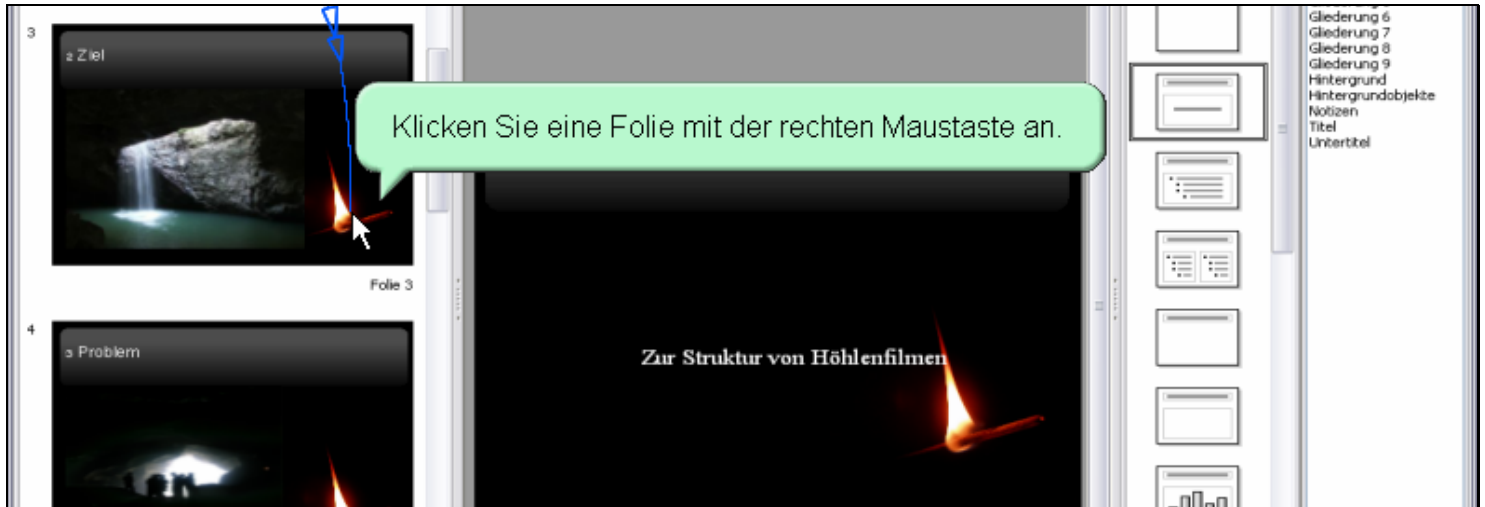 3
2 Ziel
Folie 3
4
3 Problem
Klicken Sie eine Folie mit der rechten Maustaste an.
Zur Struktur von Höhlenfilmen
Gliederung 6
Gliederung 7
Gliederung 8
Gliederung 9
Hintergrund
Hintergrundobjekte
Notizen
Titel
Untertitel